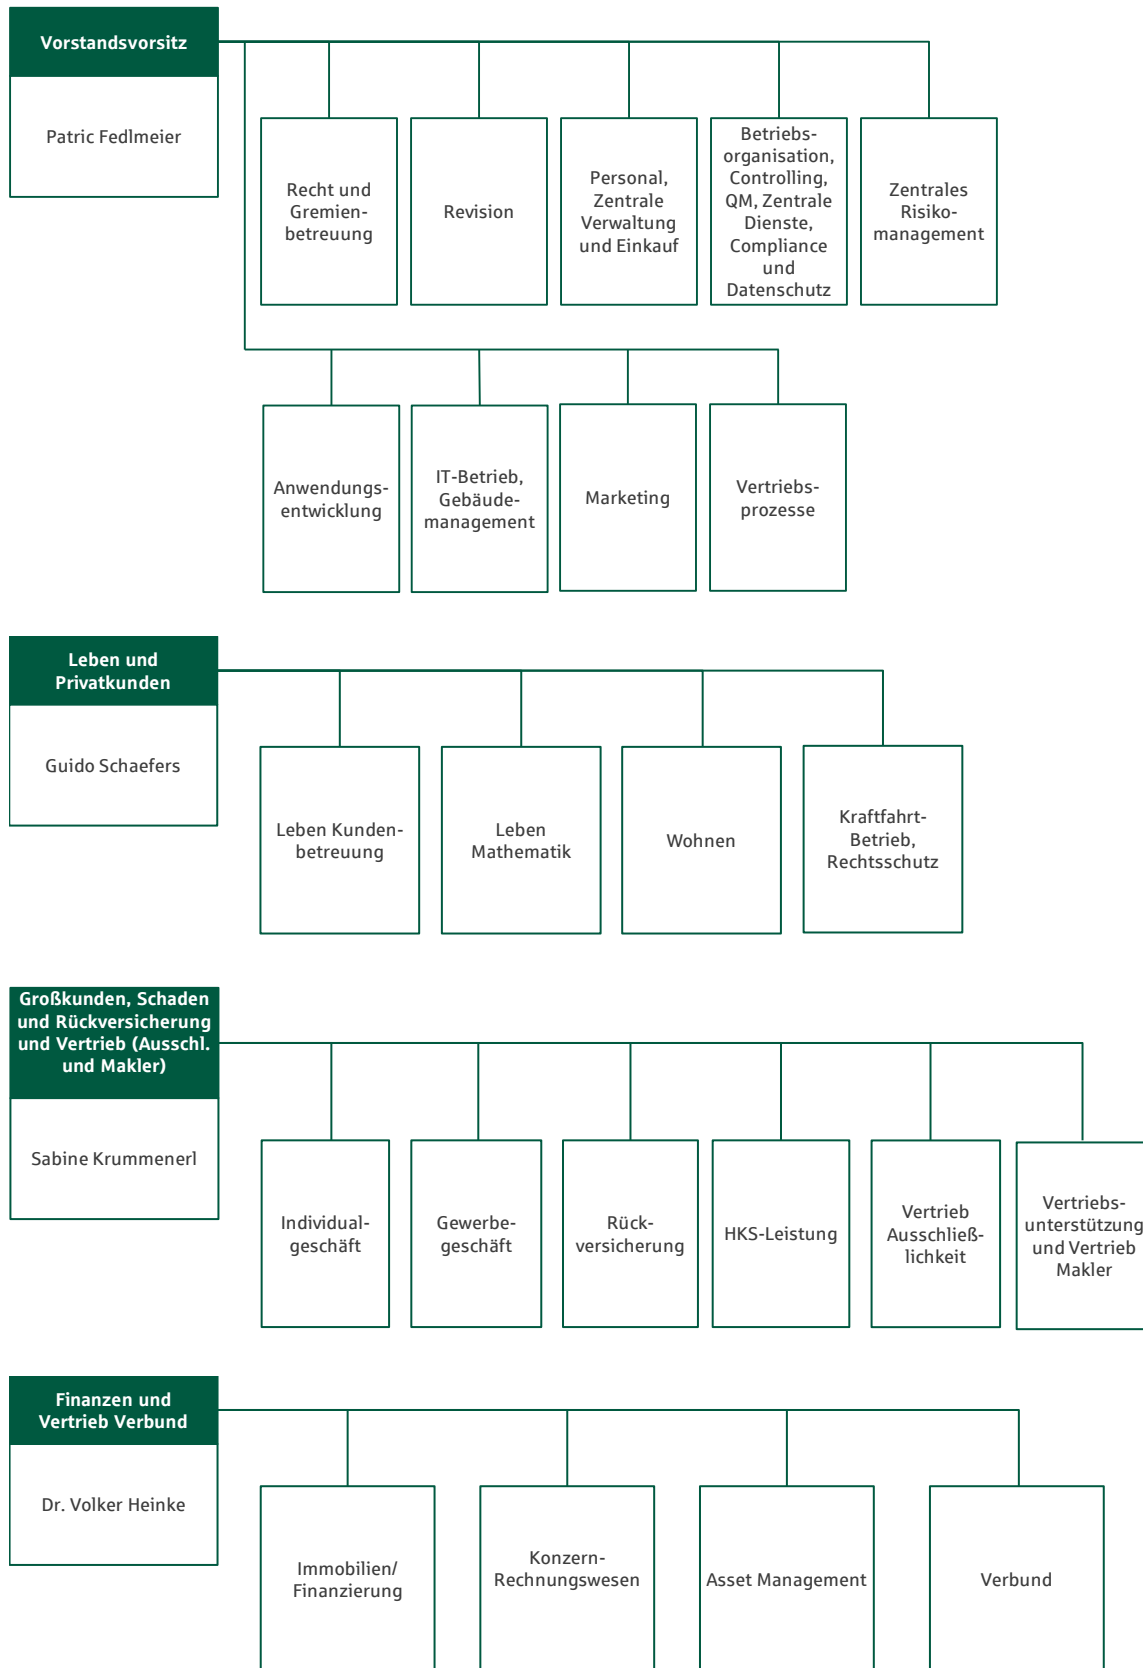 Vorstandsvorsitz
Patric Fedlmeier
Recht und
Gremien-
betreuung
Revision
Personal,
Zentrale
Verwaltung
und Einkauf
Betriebs-
organisation,
Controlling,
QM, Zentrale
Dienste,
Compliance
und
Datenschutz
Zentrales
Risiko-
management
Anwendungs-
entwicklung
IT-Betrieb,
Gebäude-
management
Marketing
Vertriebs-
prozesse
Leben und
Privatkunden
Guido Schaefers
Leben Kunden-
betreuung
Leben
Mathematik
Wohnen
Kraftfahrt-
Betrieb,
Rechtsschutz
Großkunden, Schaden
und Rückversicherung
und Vertrieb (Ausschl.
und Makler)
Sabine Krummenerl
Individual-
geschäft
Gewerbe-
geschäft
Rück-
versicherung
HKS-Leistung
Vertrieb
Ausschließ-
lichkeit
Vertriebs-
unterstützung
und Vertrieb
Makler
Finanzen und
Vertrieb Verbund
Dr. Volker Heinke
Immobilien/
Finanzierung
Konzern-
Rechnungswesen
Asset Management
Verbund